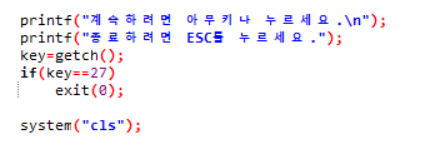 printf("계속하려면 아무키나 누르세요.\n");
printf("종료하려면 ESC를 누르세요.");
key=getch();
if(key==27)
exit(0);
system("cls");